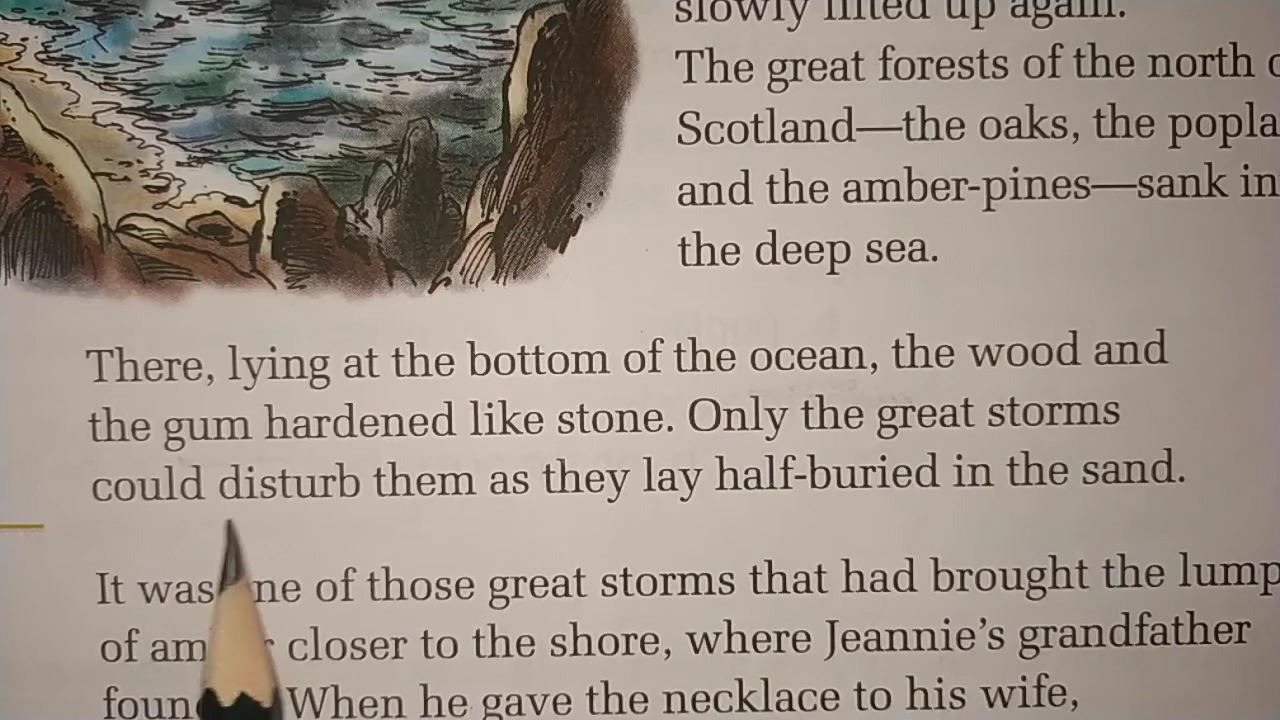 slowly lifted up again.
The great forests of the north
Scotland—the oaks, the
and the amber-pines—sank
the deep sea.
There, lying at the bottom of the ocean, the wood and
the gum hardened like stone. Only the great storms
could disturb them as they lay half-buried in the sand.
It was of those great storms that had brought the lump
of closer to the shore, where Jeannie's grandfather
When he gave the necklace to his wife,